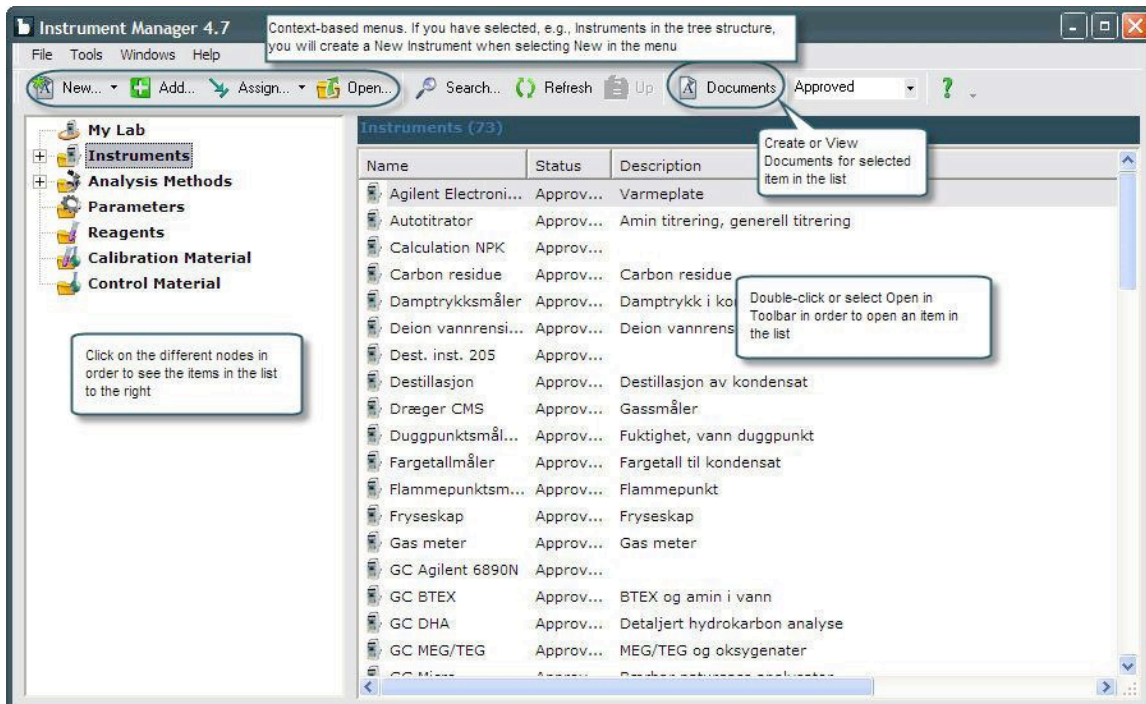 Instrument Manager 4.7
Context-based menus. If you have selected, e.g., Instruments in the tree structure,
you will create a New Instrument when selecting New in the menu
File Tools Windows Help
New... Add... Assign... Open... Search... Refresh Up Documents Approved ?
Create or View
Documents for selected
item in the list
My Lab
Instruments
Analysis Methods
Parameters
Reagents
Calibration Material
Control Material
Click on the different nodes in
order to see the items in the list
to the right
Instruments (73)
Name Status Description
Agilent Electroni... Approv... Varmeplate
Autotitrator Approv... Amin titrering, generell titrering
Calculation NPK Approv...
Carbon residue Approv... Carbon residue
Damptrykksmåler Approv... Damptrykk i
Deion vannrensi... Approv... Deion
Dest. inst. 205 Approv...
Destillasjon Approv... Destillasjon av kondensat
Dræger CMS Approv... Gassmåler
Duggpunktsmål... Approv... Fuktighet, vann duggpunkt
Fargetallmåler Approv... Fargetall til kondensat
Flammepunktsm... Approv... Flammepunkt
Fryseskap Approv... Fryseskap
Gas meter Approv... Gas meter
GC Agilent 6890N Approv...
GC BTEX Approv... BTEX og amin i vann
GC DHA Approv... Detaljert hydrokarbon analyse
GC MEG/TEG Approv... MEG/TEG og oksygenater
Double-click or select Open in
Toolbar in order to open an item in
the list